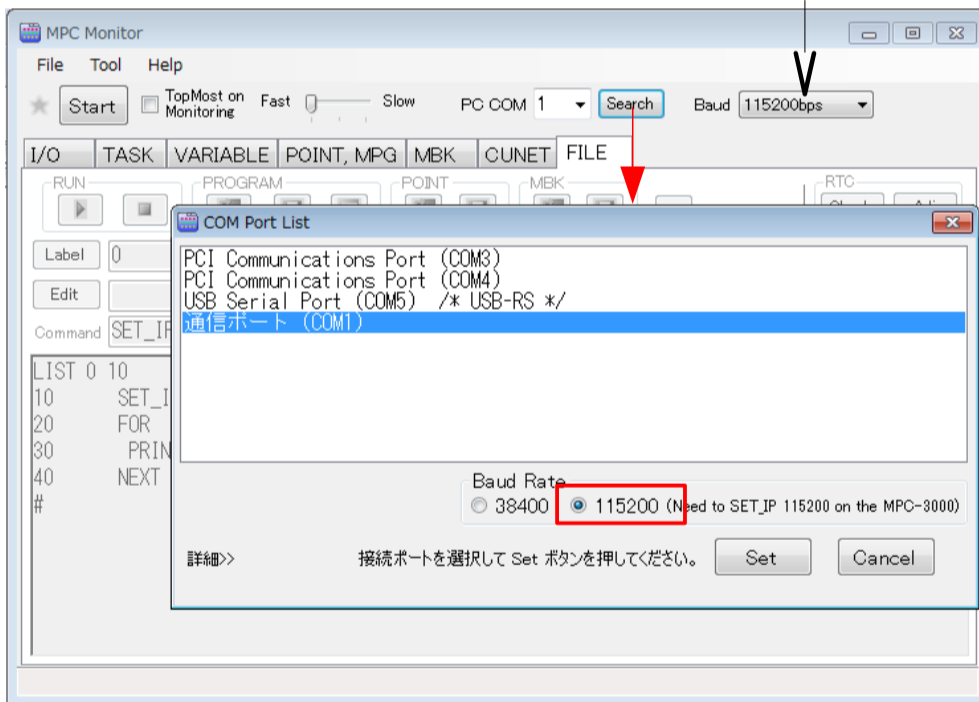 MPC Monitor
File Tool Help
Start TopMost on Monitoring Fast Slow PC COM 1 Search Baud 115200bps
I/O TASK VARIABLE POINT, MPG MBK CUNET FILE
RUN PROGRAM POINT MBK RTC
COM Port List
Label 0
PCI Communications Port (COM3)
PCI Communications Port (COM4)
Edit
USB Serial Port (COM5) /* USB-RS */
Command SET_IP
通信ポート (COM1)
LIST 0 10
10 SET_I
20 FOR
30 PRIN
40 NEXT
#
Baud Rate
38400 115200 (Need to SET_IP 115200 on the MPC-3000)
詳細>> 接続ポートを選択して Set ボタンを押してください。 Set Cancel